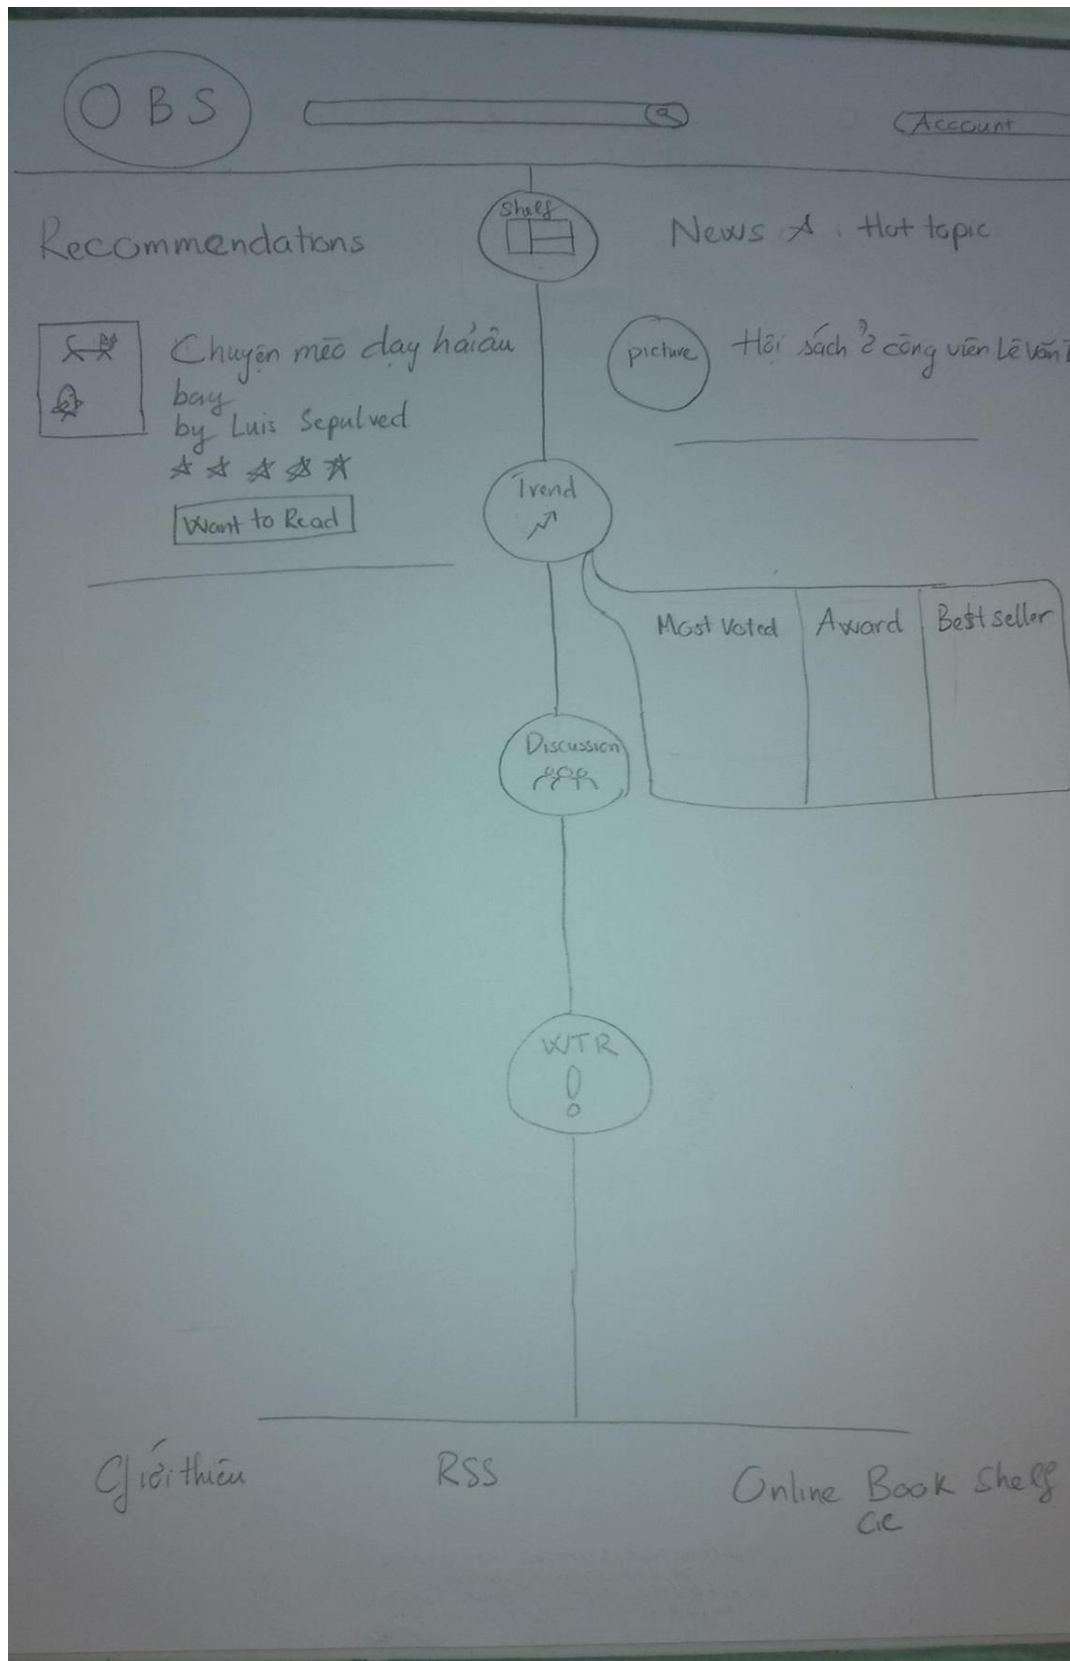 OBS
Account
Shelf
Recommendations
News
Hot topic
Chuyện mèo dạy hải âu
bay
by Luis Sepulved
Want to Read
picture
Hội sách ở công viên Lê Văn
Trend
Most Voted
Award
Best seller
Discussion
WTR
!
Giới thiệu
RSS
Online Book Shelf